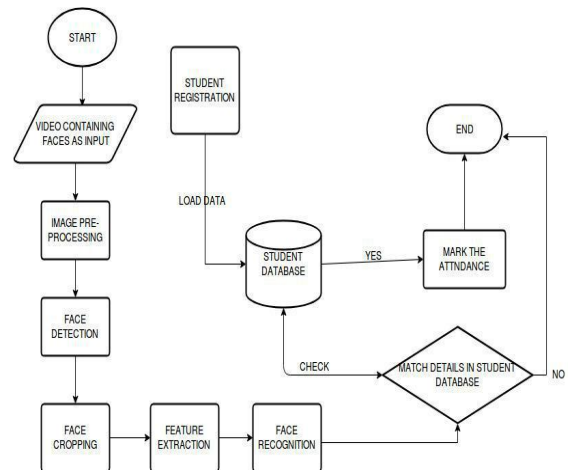 START
VIDEO CONTAINING
FACES AS INPUT
IMAGE PRE-
PROCESSING
FACE
DETECTION
FACE
CROPPING
FEATURE
EXTRACTION
FACE
RECOGNITION
STUDENT
REGISTRATION
LOAD DATA
STUDENT
DATABASE
YES
MARK THE
ATTNDANCE
END
CHECK
MATCH DETAILS IN STUDENT
DATABASE
NO